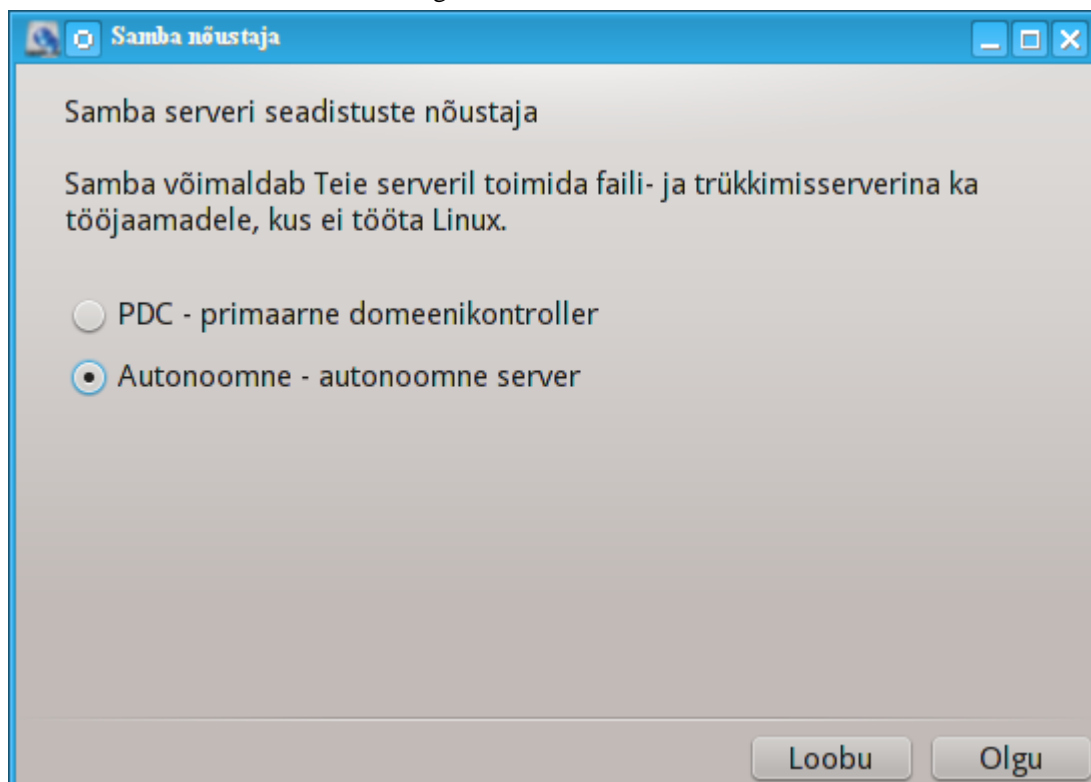 Samba nõustaja
Samba serveri seadistuste nõustaja
Samba võimaldab Teie serveril toimida faili- ja trükkimisserverina ka
tööjaamadele, kus ei tööta Linux.
PDC - primaarne domeenikontroller
Autonoomne - autonoomne server
Loobu
Olgu